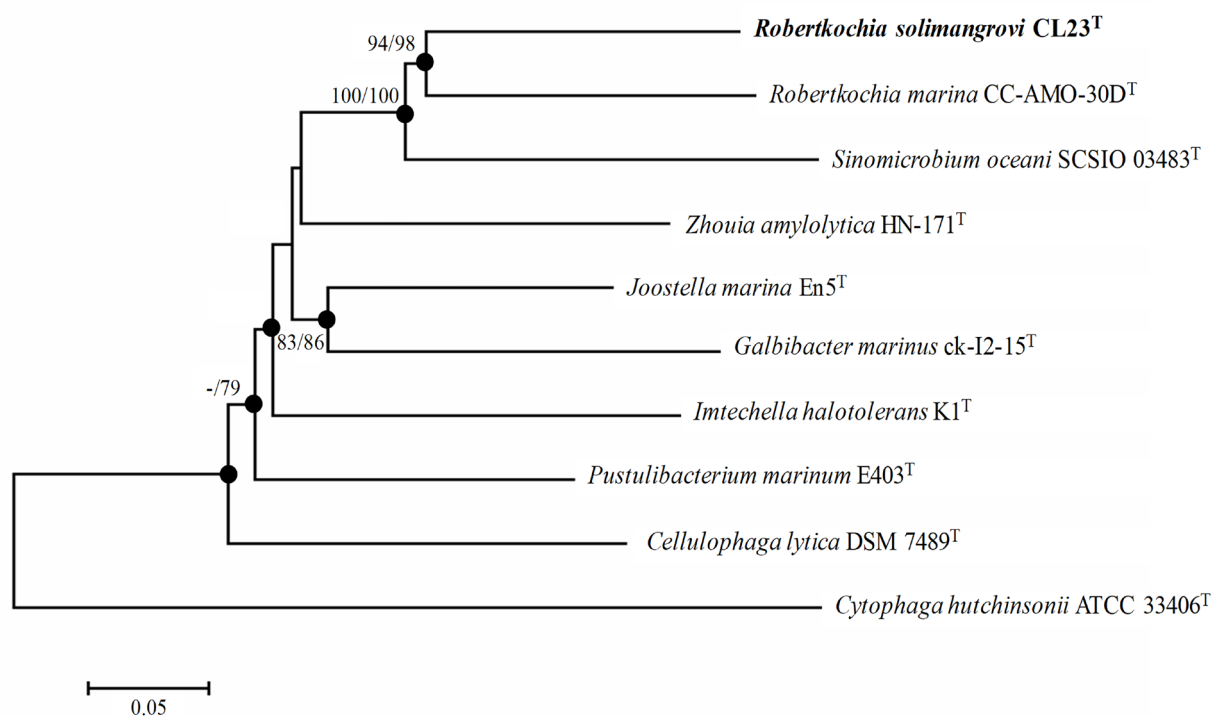 Robertkochia solimangrovi CL23T
94/98
Robertkochia marina CC-AMO-30DT
100/100
Sinomicrobium oceani SCSIO 03483T
Zhouia amylolytica HN-171T
Joostella marina En5T
83/86
Galbibacter marinus ck-I2-15T
-/79
Imtechella halotolerans K1T
Pustulibacterium marinum E403T
Cellulophaga lytica DSM 7489T
Cytophaga hutchinsonii ATCC 33406T
0.05